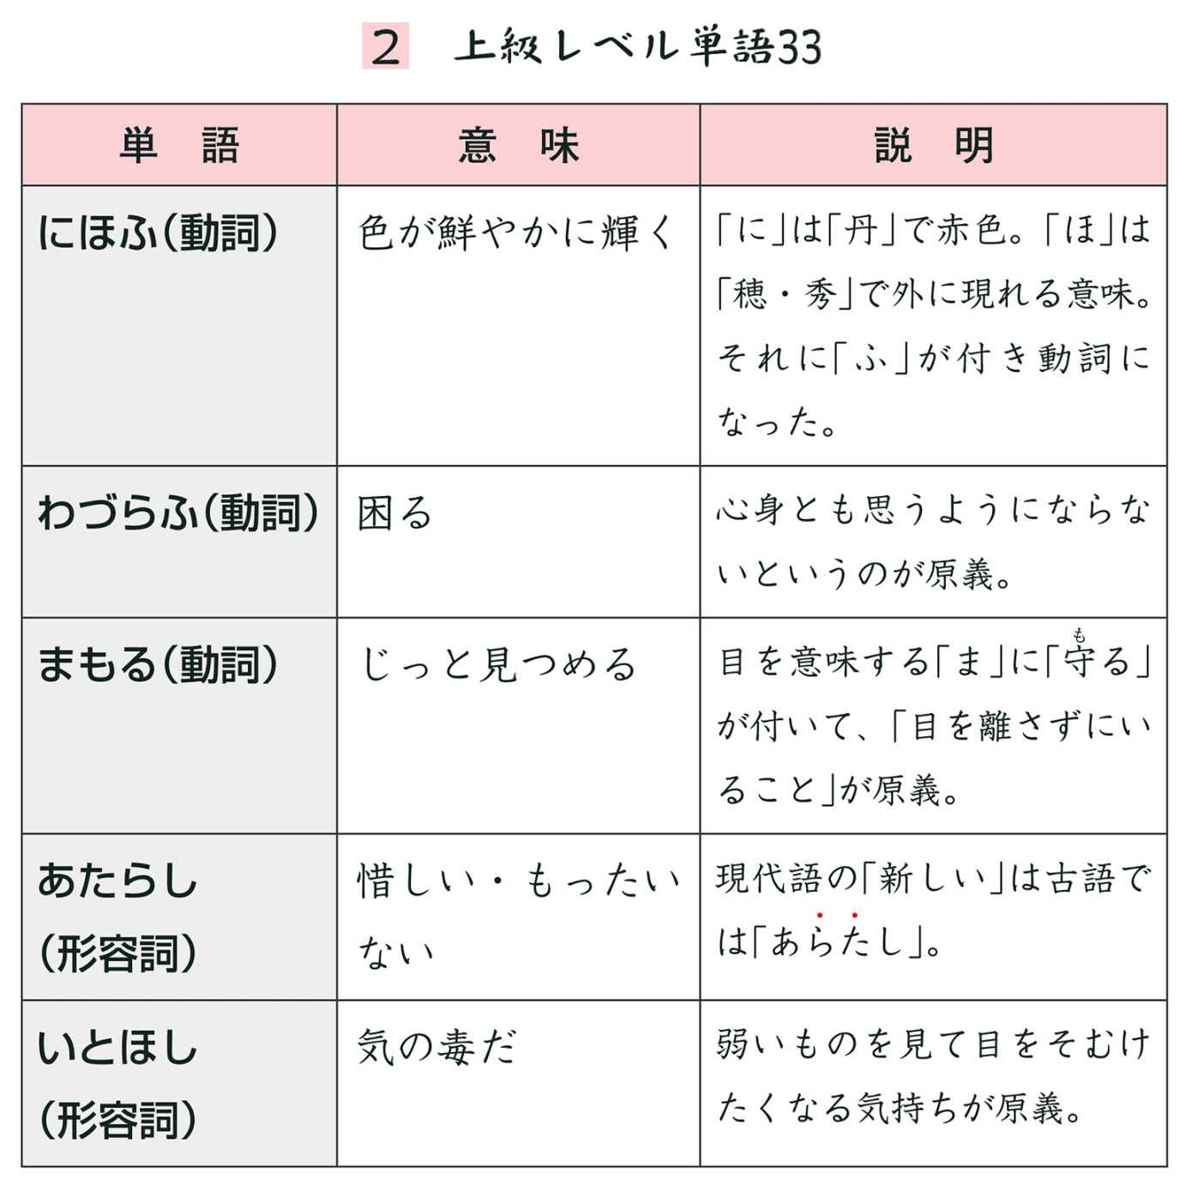 2 上級レベル単語33
単 語 意 味 説 明
にほふ(動詞)
色が鮮やかに輝く
「に」は「丹」で赤色。「ほ」は
「穂・秀」で外に現れる意味。
それに「ふ」が付き動詞に
なった。
わづらふ(動詞)
困る
心身とも思うようにならな
いというのが原義。
まもる(動詞)
じっと見つめる
も
目を意味する「ま」に「守る」
が付いて、「目を離さずにい
ること」が原義。
あたらし
(形容詞)
惜しい・もったい
ない
現代語の「新しい」は古語で
は「あらたし」。
いとほし
(形容詞)
気の毒だ
弱いものを見て目をそむけ
たくなる気持ちが原義。